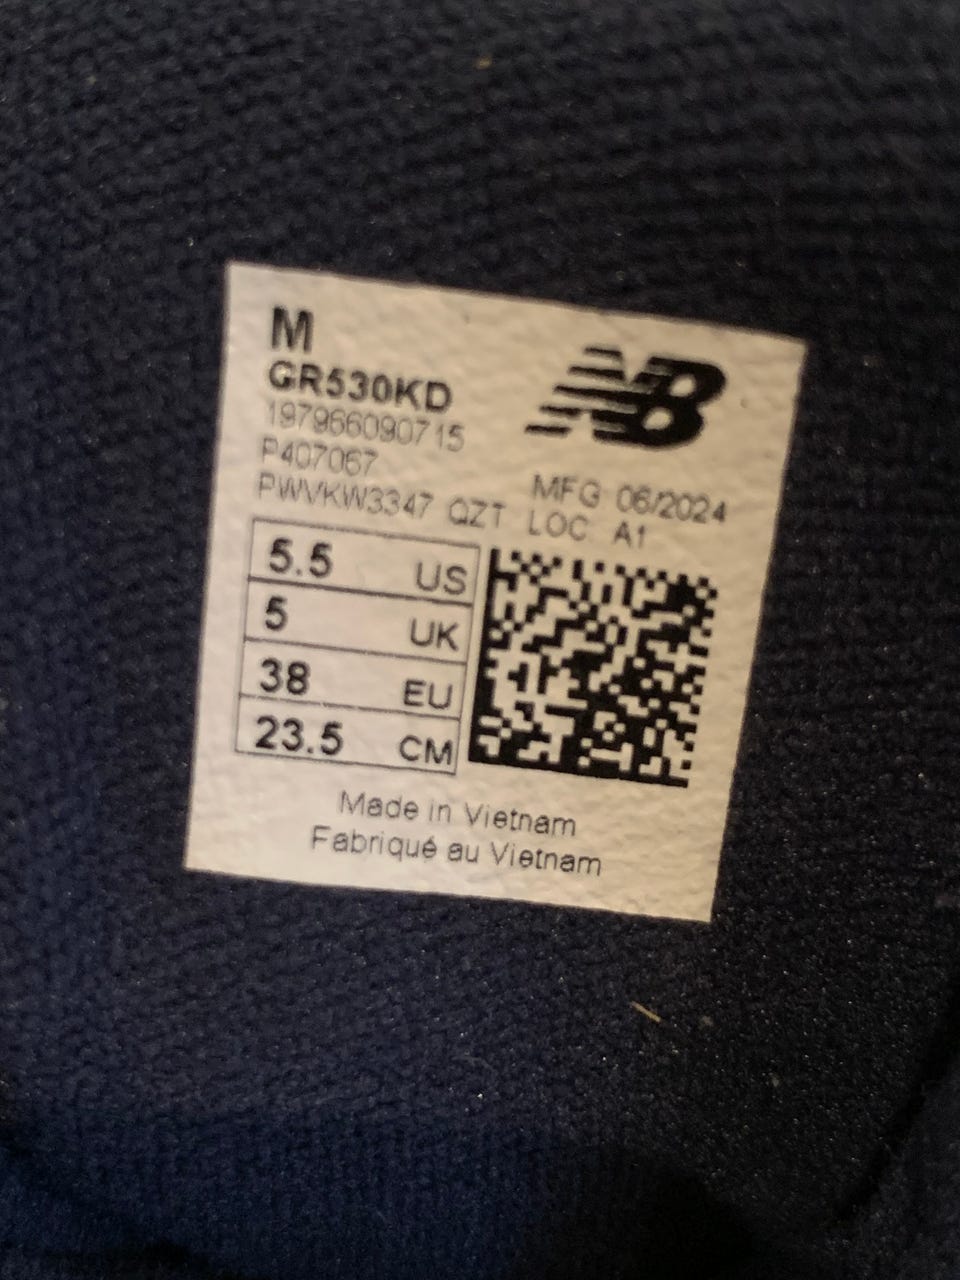 M
GR530KD
197966090715
P407067
PWVKW3347 QZT
NB
MFG 06/2024
LOC A1
5.5 US
5 UK
38 EU
23.5 CM
Made in Vietnam
Fabriqué au Vietnam